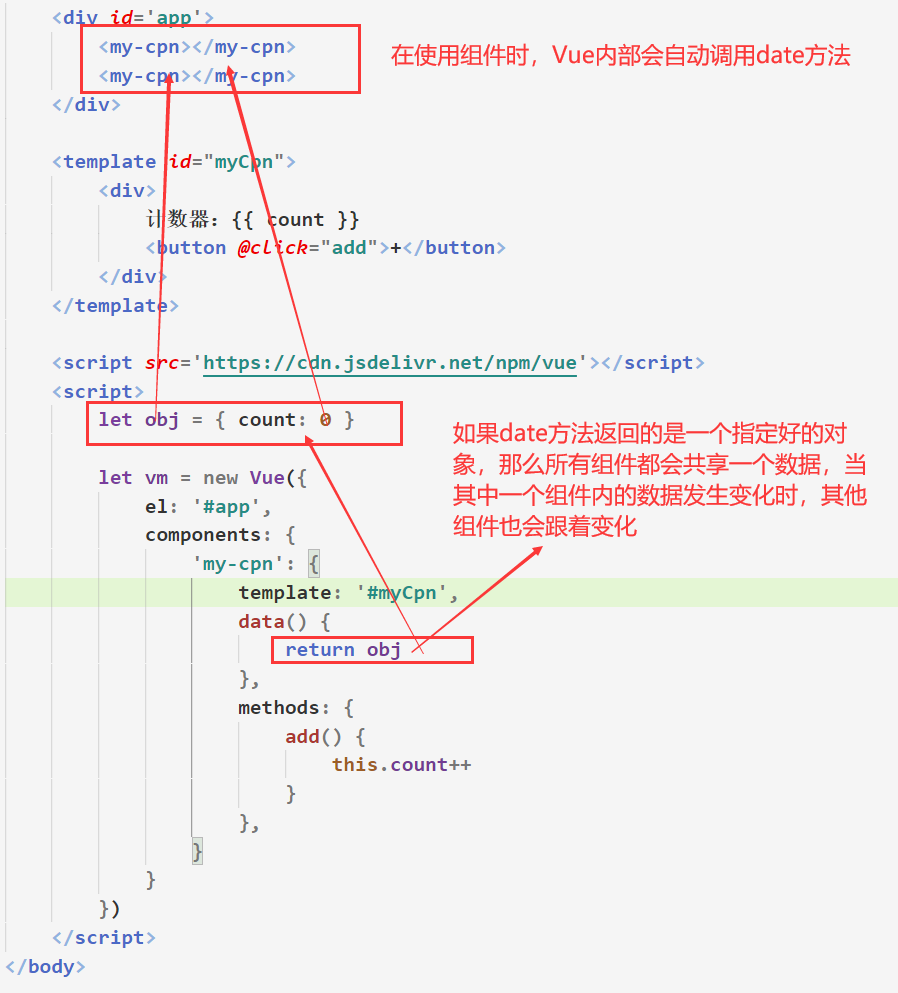 <div id='app'>
<my-cpn></my-cpn>
在使用组件时，Vue内部会自动调用date方法
<my-cpn></my-cpn>
</div>
<template id="myCpn">
<div>
计数器：{{ count }}
<button @click="add">+</button>
</div>
</template>
<script src='https://cdn.jsdelivr.net/npm/vue'></script>
<script>
let obj = { count: 0 }
如果date方法返回的是一个指定好的对
象，那么所有组件都会共享一个数据，当
其中一个组件内的数据发生变化时，其他
组件也会跟着变化
let vm = new Vue({
el: '#app',
components: {
'my-cpn': {
template: '#myCpn',
data() {
return obj
},
methods: {
add() {
this.count++
}
},
}
}
})
</script>
</body>